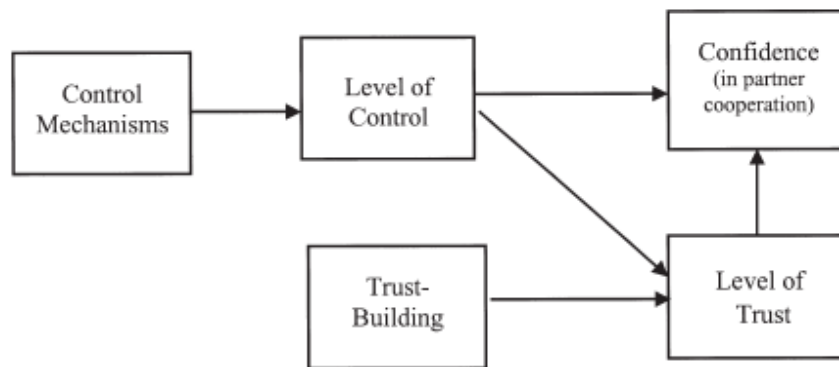 Control
Mechanisms
Level of
Control
Confidence
(in partner
cooperation)
Trust-
Building
Level of
Trust